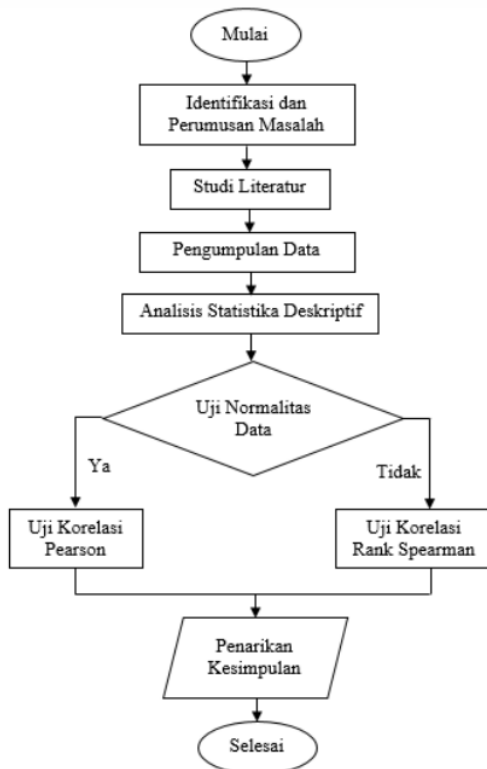 Mulai
Identifikasi dan
Perumusan Masalah
Studi Literatur
Pengumpulan Data
Analisis Statistika Deskriptif
Uji Normalitas
Data
Ya
Tidak
Uji Korelasi
Pearson
Uji Korelasi
Rank Spearman
Penarikan
Kesimpulan
Selesai